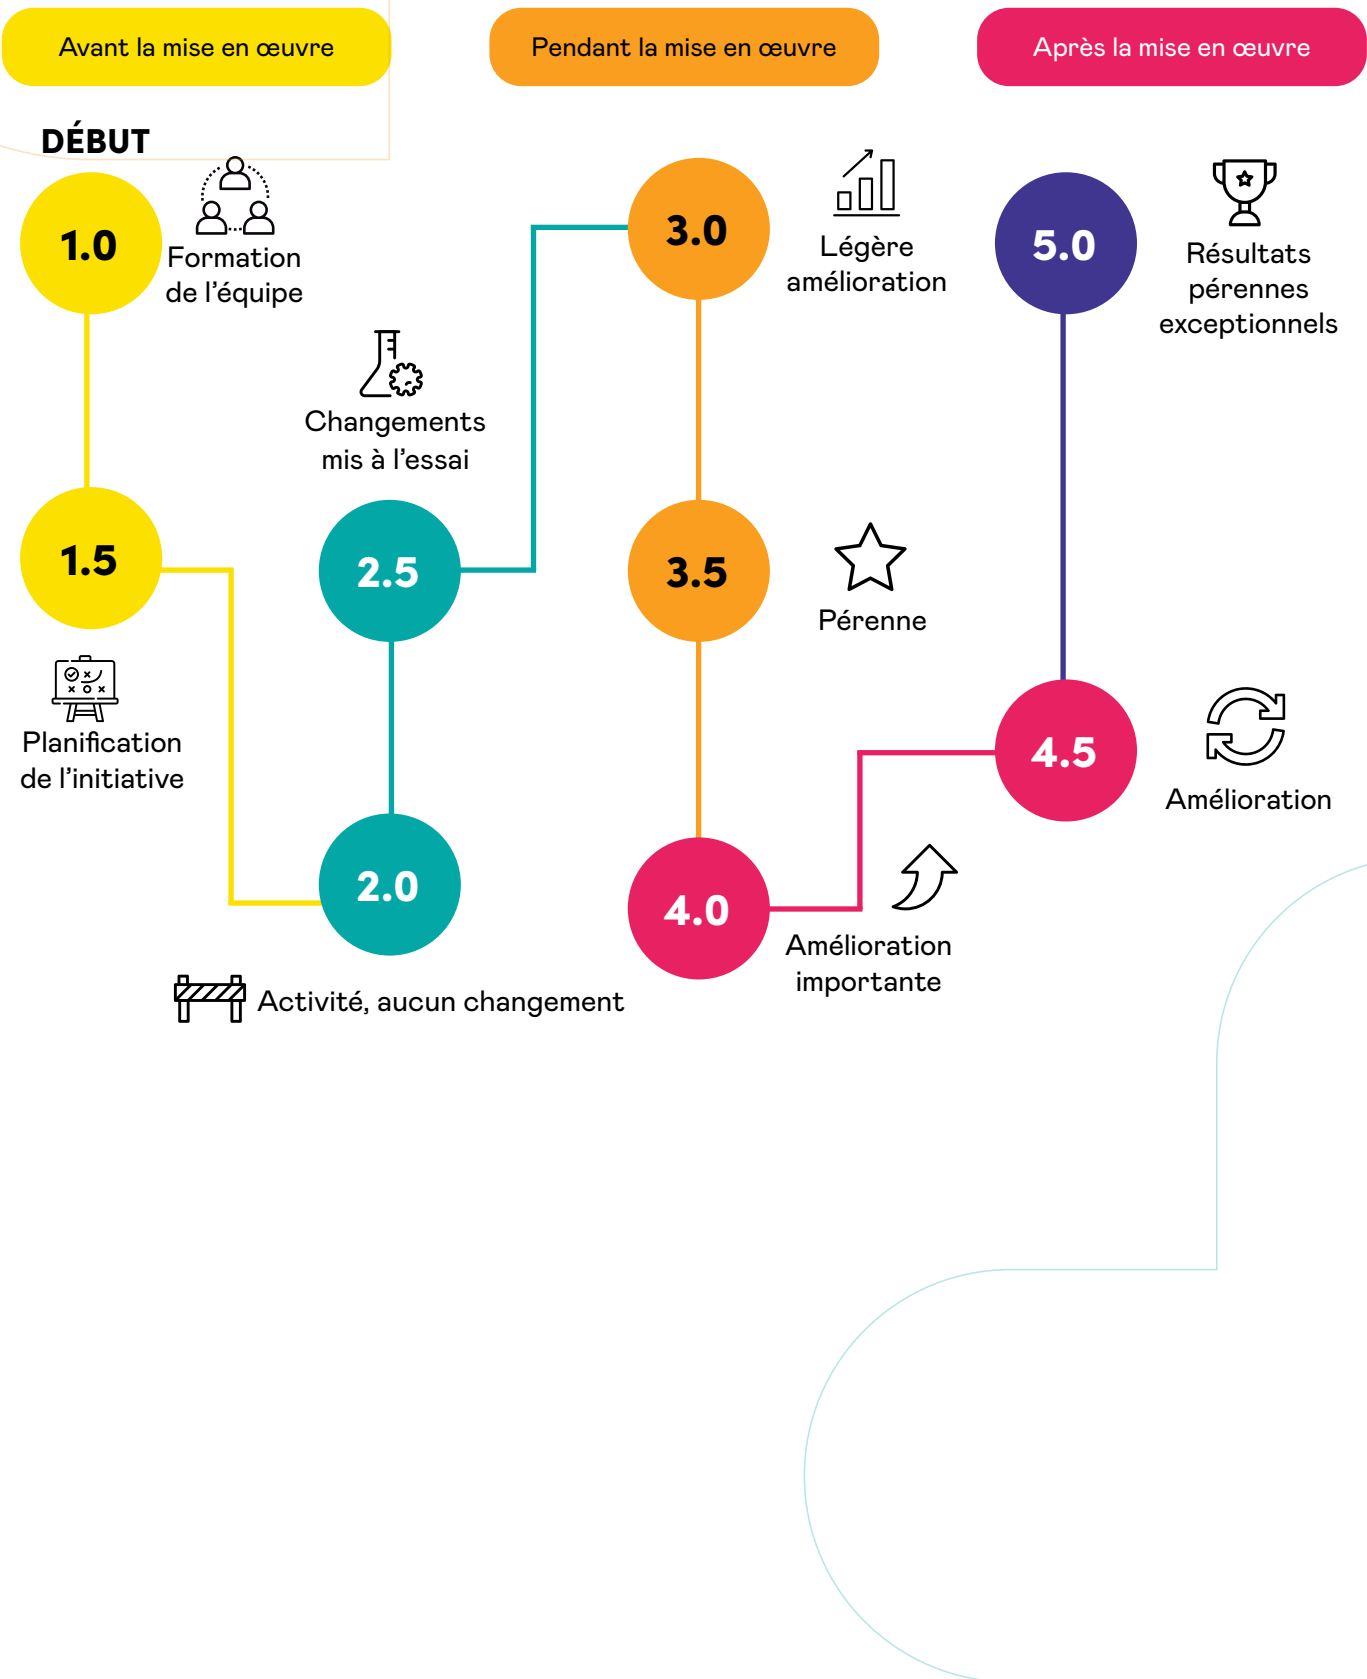 Avant la mise en œuvre
Pendant la mise en œuvre
Après la mise en œuvre
DÉBUT
1.0
Formation
de l’équipe
1.5
Planification
de l’initiative
2.0
Activité, aucun changement
Changements
mis à l’essai
2.5
3.0
Légère
amélioration
3.5
Pérenne
4.0
Amélioration
importante
4.5
Amélioration
5.0
Résultats
pérennes
exceptionnels